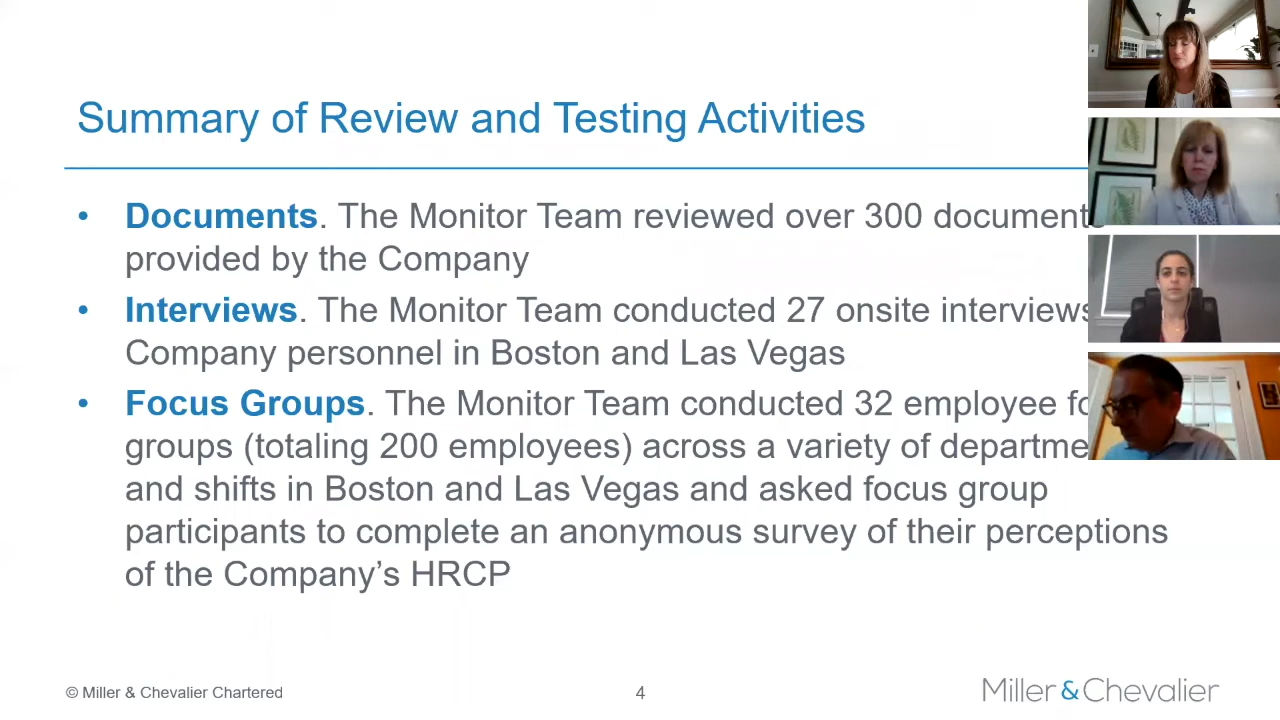 Summary of Review and Testing Activities
• Documents. The Monitor Team reviewed over 300 documents
provided by the Company
• Interviews. The Monitor Team conducted 27 onsite interviews
Company personnel in Boston and Las Vegas
• Focus Groups. The Monitor Team conducted 32 employee
groups (totaling 200 employees) across a variety of
and shifts in Boston and Las Vegas and asked focus group
participants to complete an anonymous survey of their perceptions
of the Company’s HRCP
© Miller & Chevalier Chartered
4
Miller&Chevalier